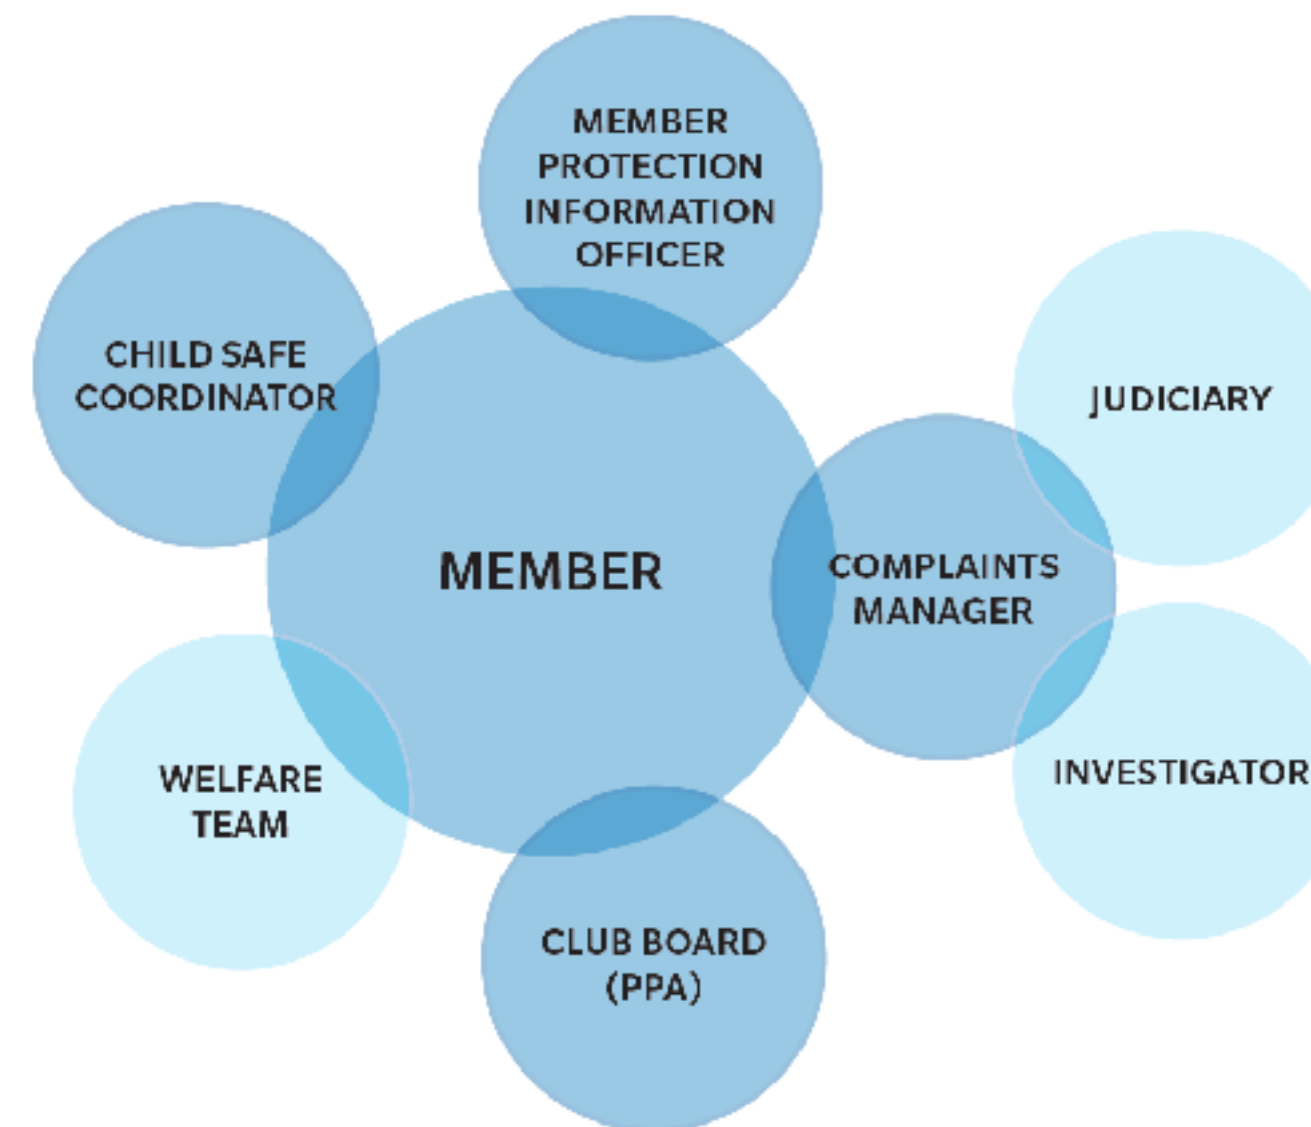 MEMBER
PROTECTION
INFORMATION
OFFICER
CHILD SAFE
COORDINATOR
JUDICIARY
MEMBER
COMPLAINTS
MANAGER
INVESTIGATOR
WELFARE
TEAM
CLUB BOARD
(PPA)